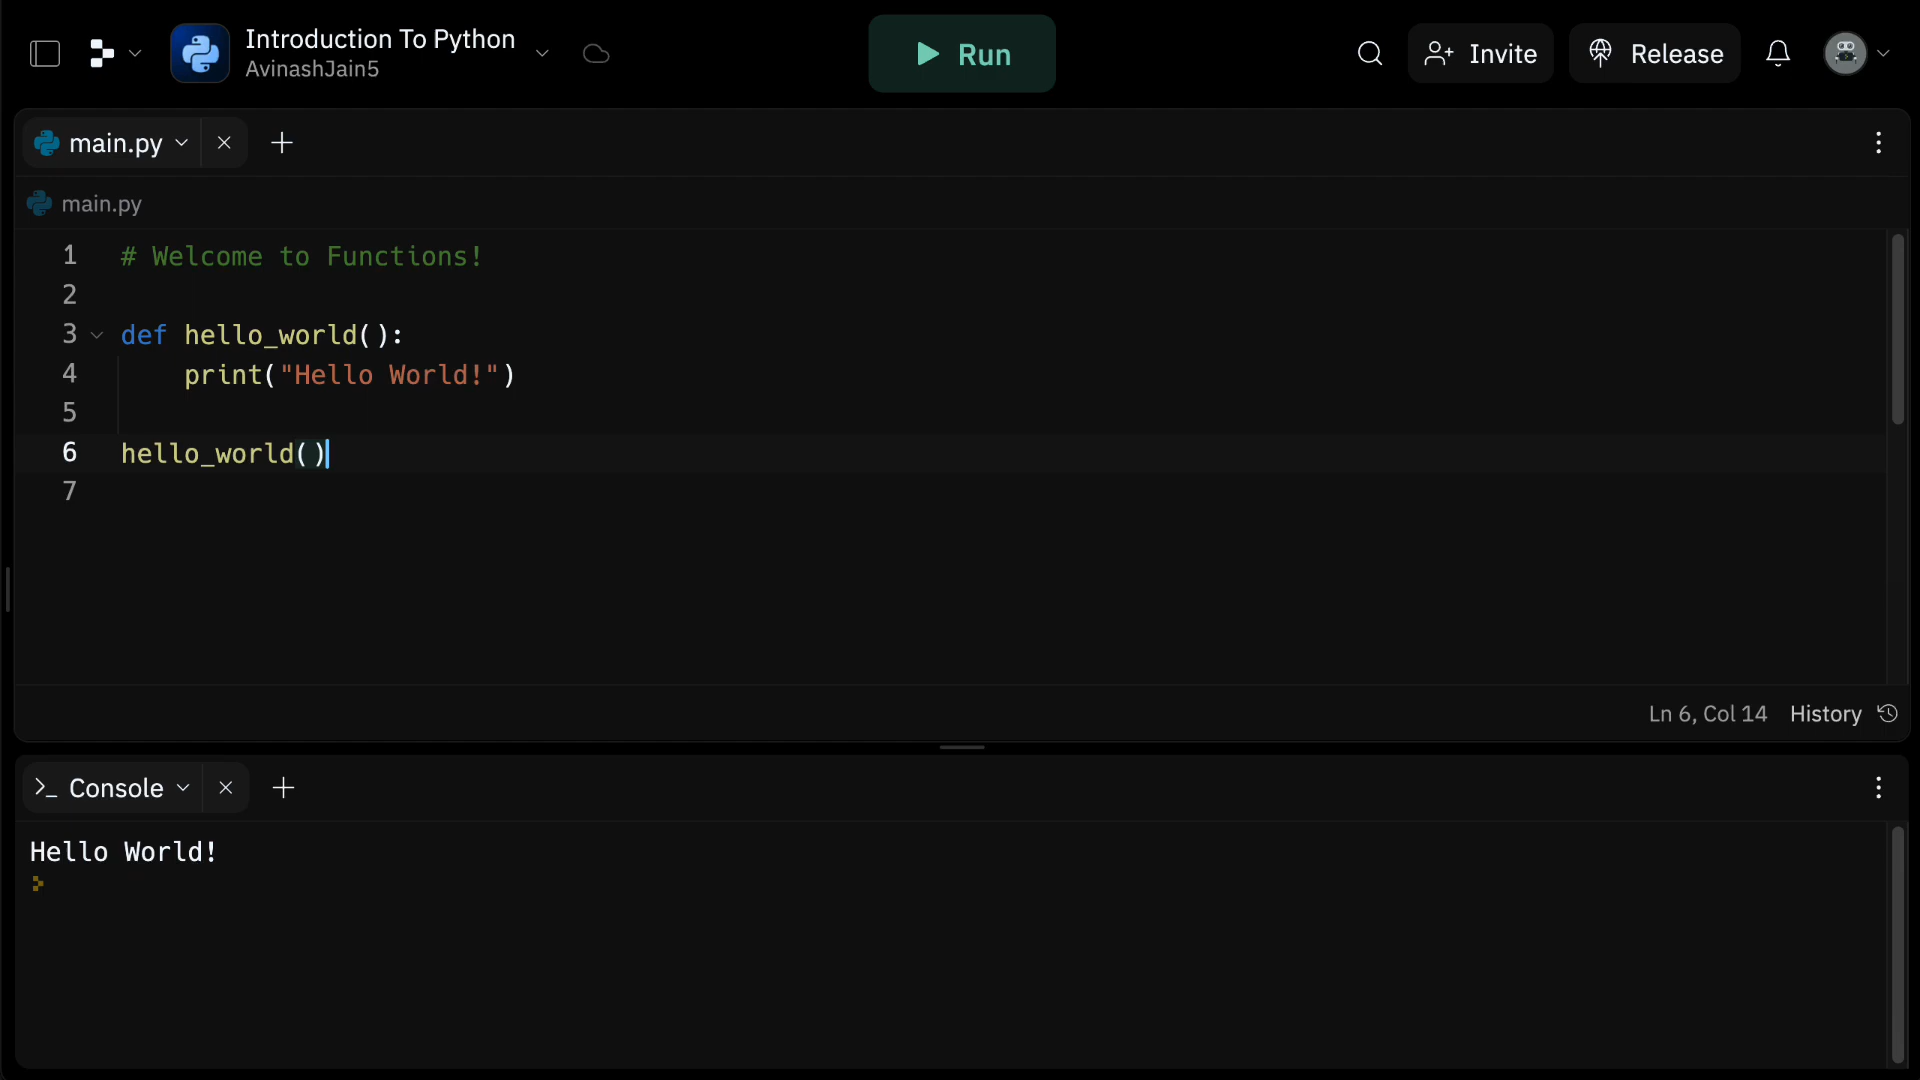 Introduction To Python
AvinashJain5
Run
Invite
Release
main.py
main.py
1 # Welcome to Functions!
2
3 def hello_world():
4     print("Hello World!")
5
6 hello_world()
7
Ln 6, Col 14 History
>_ Console
Hello World!